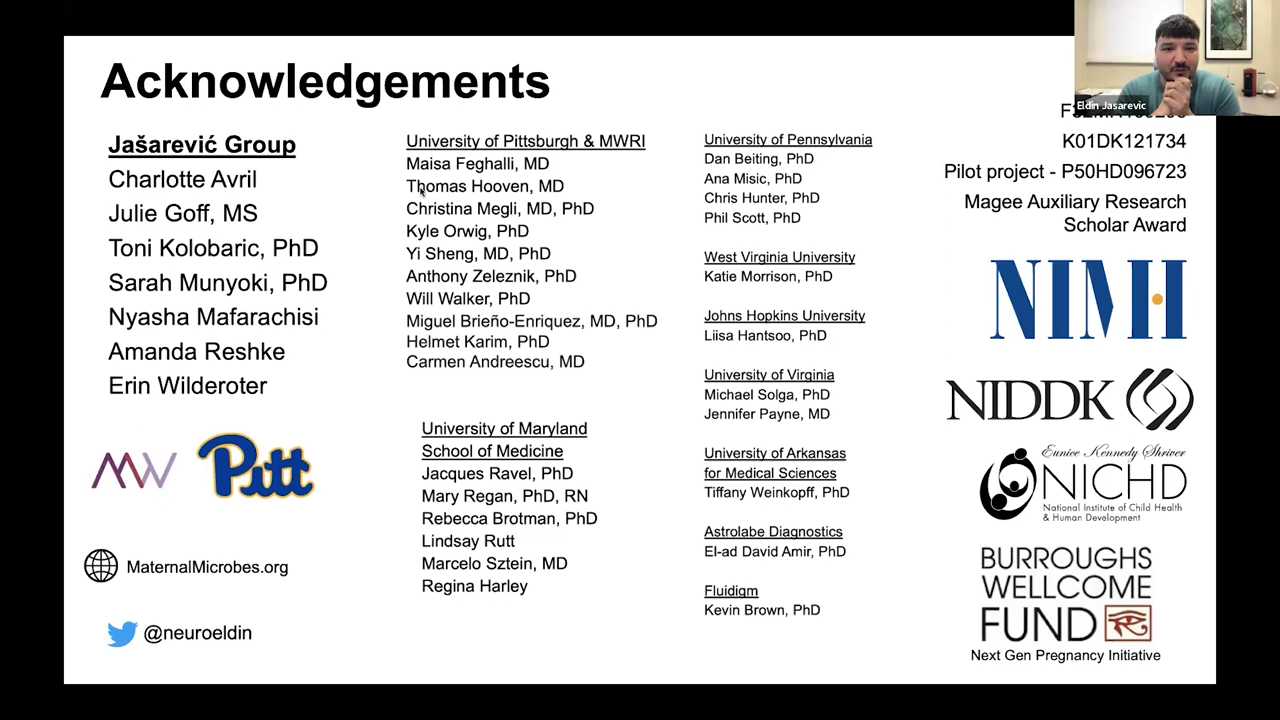 Acknowledgements
Eldin Jasarevic
Jašarević Group
Charlotte Avril
Julie Goff, MS
Toni Kolobaric, PhD
Sarah Munyoki, PhD
Nyasha Mafarachisi
Amanda Reshke
Erin Wilderoter
MW
Pitt
MaternalMicrobes.org
@neuroeldin
University of Pittsburgh & MWRI
Maisa Feghalli, MD
Thomas Hooven, MD
Christina Megli, MD, PhD
Kyle Orwig, PhD
Yi Sheng, MD, PhD
Anthony Zeleznik, PhD
Will Walker, PhD
Miguel Brieño-Enriquez, MD, PhD
Helmet Karim, PhD
Carmen Andreescu, MD
University of Maryland
School of Medicine
Jacques Ravel, PhD
Mary Regan, PhD, RN
Rebecca Brotman, PhD
Lindsay Rutt
Marcelo Sztein, MD
Regina Harley
University of Pennsylvania
Dan Beiting, PhD
Ana Misic, PhD
Chris Hunter, PhD
Phil Scott, PhD
West Virginia University
Katie Morrison, PhD
Johns Hopkins University
Liisa Hantsoo, PhD
University of Virginia
Michael Solga, PhD
Jennifer Payne, MD
University of Arkansas
for Medical Sciences
Tiffany Weinkopff, PhD
Astrolabe Diagnostics
El-ad David Amir, PhD
Fluidigm
Kevin Brown, PhD
K01DK121734
Pilot project - P50HD096723
Magee Auxiliary Research
Scholar Award
NIMH
NIDDK
Eunice Kennedy Shriver
NICHD
National Institute of Child Health
& Human Development
BURROUGHS
WELLCOME
FUND
Next Gen Pregnancy Initiative